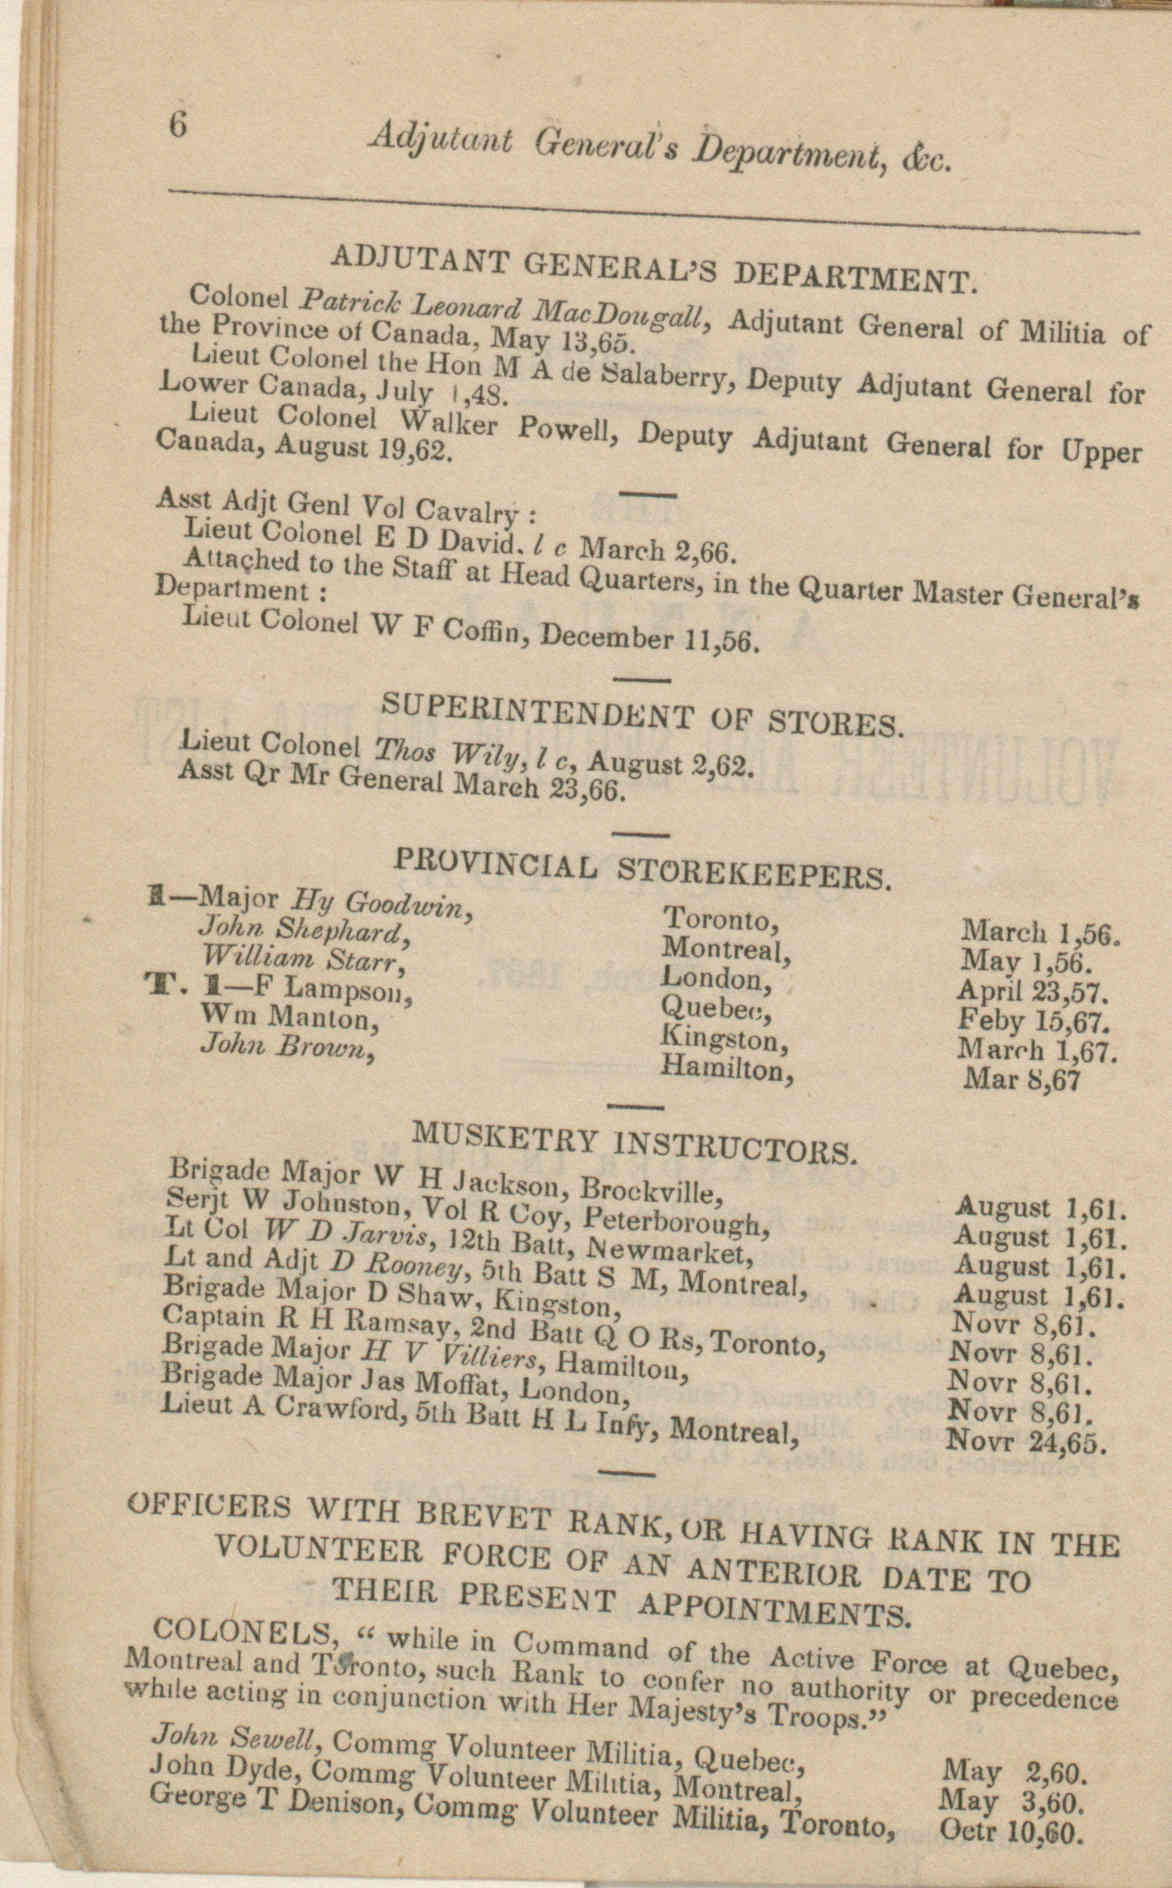 6
Adjutant General's Department, &c.
ADJUTANT GENERAL'S DEPARTMENT.
Colonel Patrick Leonard MacDougall, Adjutant General of Militia of
the Province of Canada, May 13,65.
Lieut Colonel the Hon M A de Salaberry, Deputy Adjutant General for
Lower Canada, July 1,48.
Lieut Colonel Walker Powell, Deputy Adjutant General for Upper
Canada, August 19,62.
Asst Adjt Genl Vol Cavalry :
Lieut Colonel E D David. l c March 2,66.
Attached to the Staff at Head Quarters, in the Quarter Master General's
Department :
Lieut Colonel W F Coffin, December 11,56.
SUPERINTENDENT OF STORES.
Lieut Colonel Thos Wily, l c, August 2,62.
Asst Qr Mr General March 23,66.
PROVINCIAL STOREKEEPERS.
1—Major Hy Goodwin, Toronto, March 1,56.
John Shephard, Montreal, May 1,56.
William Starr, London, April 23,57.
T. 1—F Lampson, Quebec, Feby 15,67.
Wm Manton, Kingston, March 1,67.
John Brown, Hamilton, Mar 8,67
MUSKETRY INSTRUCTORS.
Brigade Major W H Jackson, Brockville, August 1,61.
Serjt W Johnston, Vol R Coy, Peterborough, August 1,61.
Lt Col W D Jarvis, 12th Batt, Newmarket, August 1,61.
Lt and Adjt D Rooney, 5th Batt S M, Montreal, August 1,61.
Brigade Major D Shaw, Kingston, Novr 8,61.
Captain R H Ramsay, 2nd Batt Q O Rs, Toronto, Novr 8,61.
Brigade Major H V Villiers, Hamilton, Novr 8,61.
Brigade Major Jas Moffat, London, Novr 8,61.
Lieut A Crawford, 5th Batt H L Infy, Montreal, Novr 24,65.
OFFICERS WITH BREVET RANK, OR HAVING RANK IN THE
VOLUNTEER FORCE OF AN ANTERIOR DATE TO
THEIR PRESENT APPOINTMENTS.
COLONELS, “ while in Command of the Active Force at Quebec,
Montreal and Toronto, such Rank to confer no authority or precedence
while acting in conjunction with Her Majesty's Troops.”
John Sewell, Commg Volunteer Militia, Quebec, May 2,60.
John Dyde, Commg Volunteer Militia, Montreal, May 3,60.
George T Denison, Commg Volunteer Militia, Toronto, Octr 10,60.